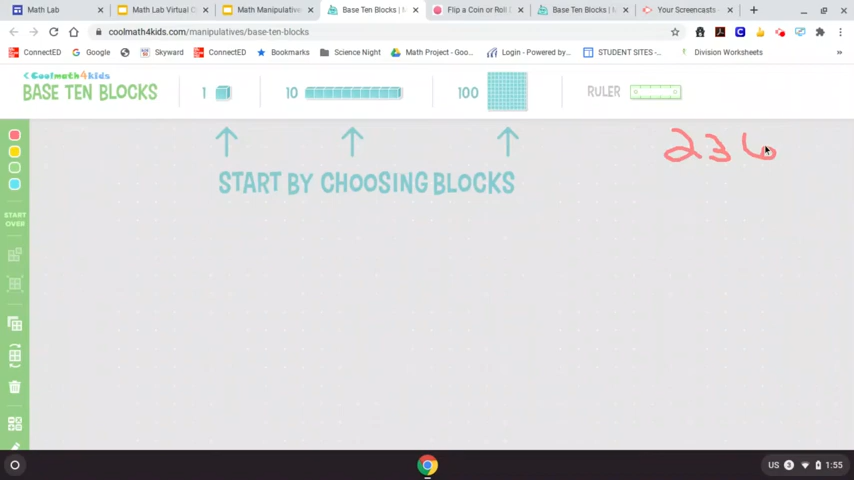 Math Lab
Math Lab Virtual C
Math Manipulative
Base Ten Blocks | M
Flip a Coin or Roll D
Base Ten Blocks | M
Your Screencasts -
coolmath4kids.com/manipulatives/base-ten-blocks
ConnectED
Google
Skyward
ConnectED
Bookmarks
Science Night
Math Project - Goo...
Login - Powered by...
STUDENT SITES -...
Division Worksheets
»
< Coolmath4kids
BASE TEN BLOCKS
1
10
100
RULER
236
START BY CHOOSING BLOCKS
START OVER
US
3
1:55